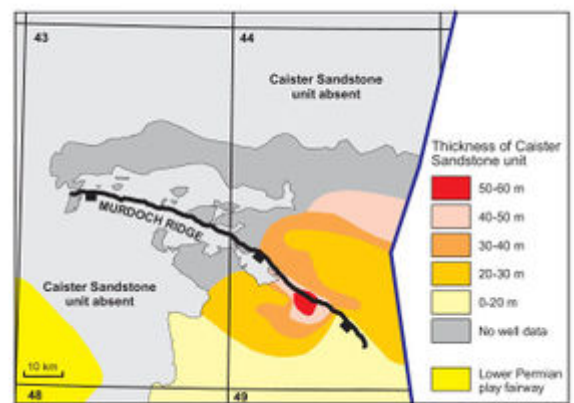 43
44
Caister Sandstone
unit absent
MURDOCH RIDGE
Caister Sandstone
unit absent
10 km
48
49
Thickness of Caister
Sandstone unit
50-60 m
40-50 m
30-40 m
20-30 m
0-20 m
No well data
Lower Permian
play fairway